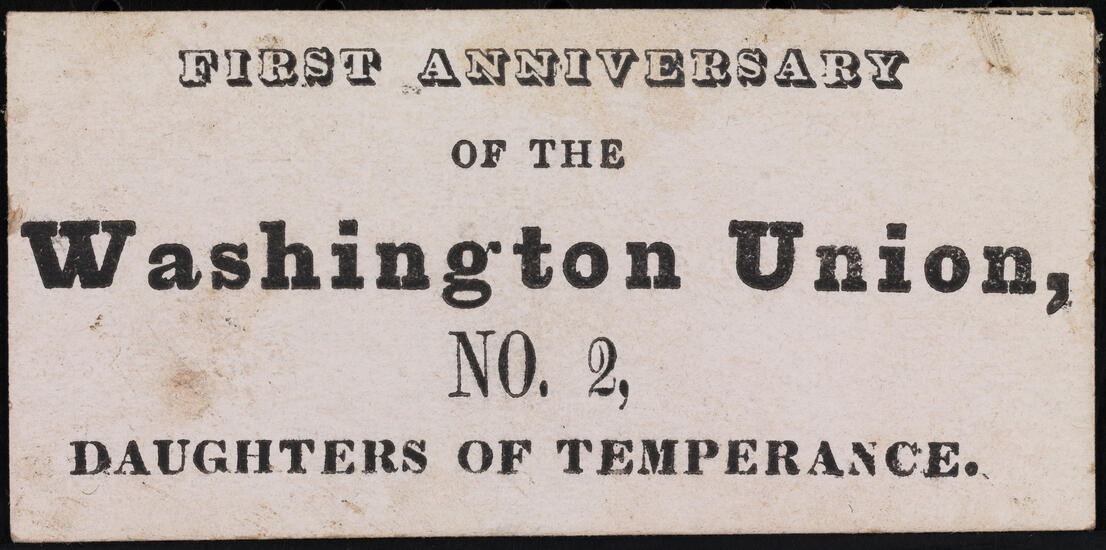 FIRST ANNIVERSARY
OF THE
Washington Union,
NO. 2,
DAUGHTERS OF TEMPERANCE.